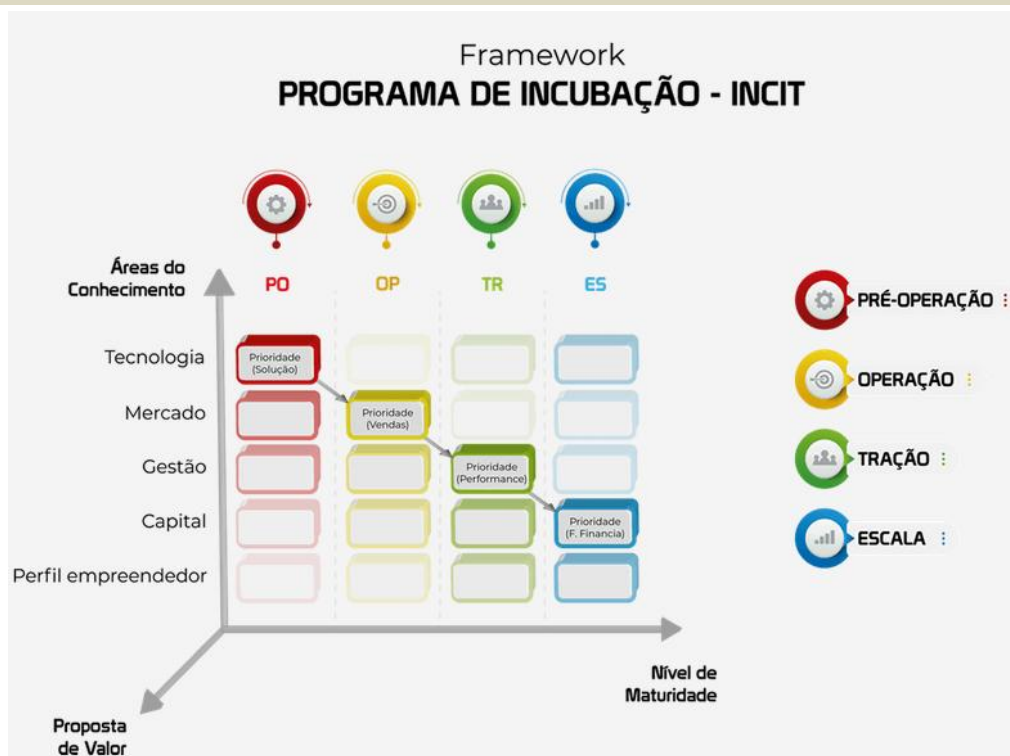 Framework
PROGRAMA DE INCUBAÇÃO - INCIT
Áreas do
Conhecimento
PO
OP
TR
ES
Tecnologia
Prioridade
(Solução)
Mercado
Prioridade
(Vendas)
Gestão
Prioridade
(Performance)
Capital
Prioridade
(F. Financia)
Perfil empreendedor
Nível de
Maturidade
Proposta
de Valor
PRÉ-OPERAÇÃO
OPERAÇÃO
TRAÇÃO
ESCALA